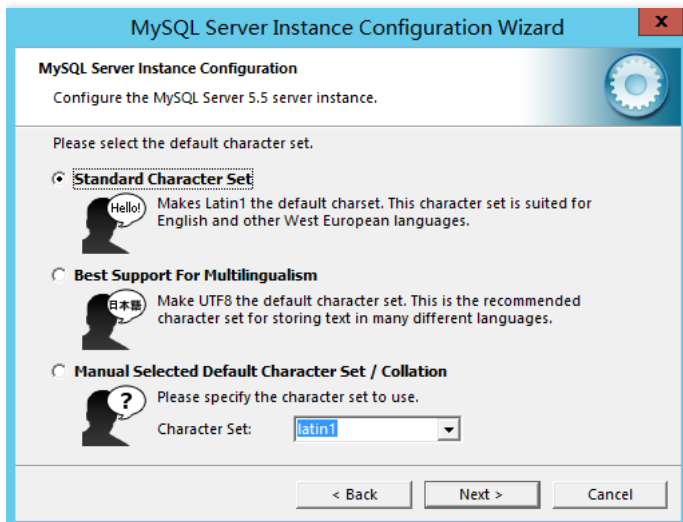 MySQL Server Instance Configuration Wizard
x
MySQL Server Instance Configuration
Configure the MySQL Server 5.5 server instance.
Please select the default character set.
Standard Character Set
Hello!
Makes Latin1 the default charset. This character set is suited for
English and other West European languages.
Best Support For Multilingualism
日本語
Make UTF8 the default character set. This is the recommended
character set for storing text in many different languages.
Manual Selected Default Character Set / Collation
?
Please specify the character set to use.
Character Set: latin1
< Back Next > Cancel